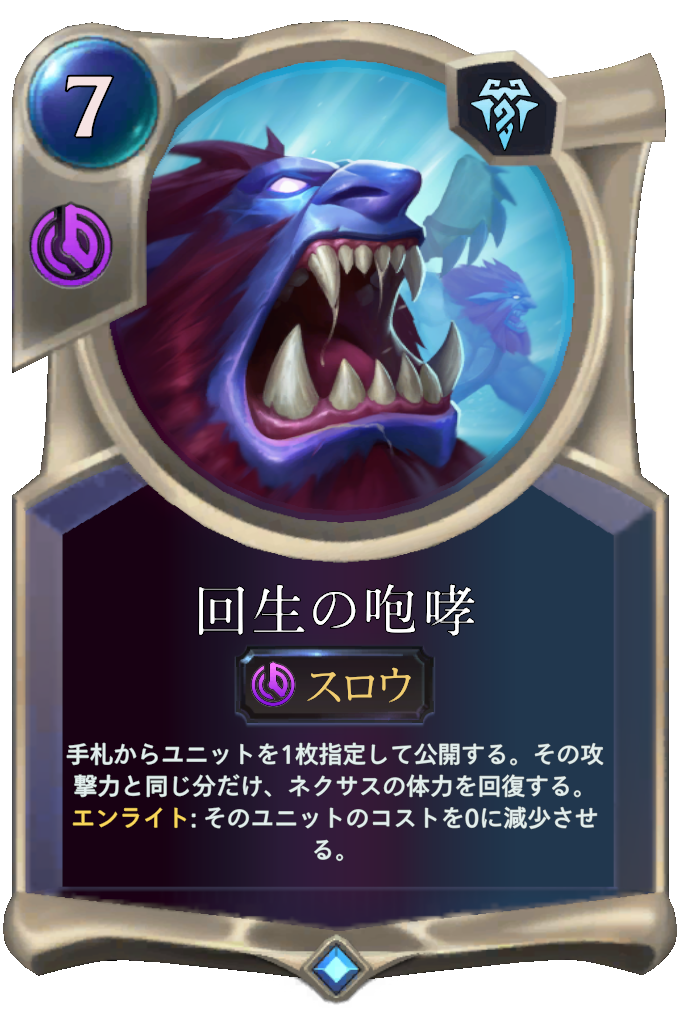 7
回生の咆哮
スロウ
手札からユニットを1枚指定して公開する。その攻
撃力と同じ分だけ、ネクサスの体力を回復する。
エンライト: そのユニットのコストを0に減少させ
る。